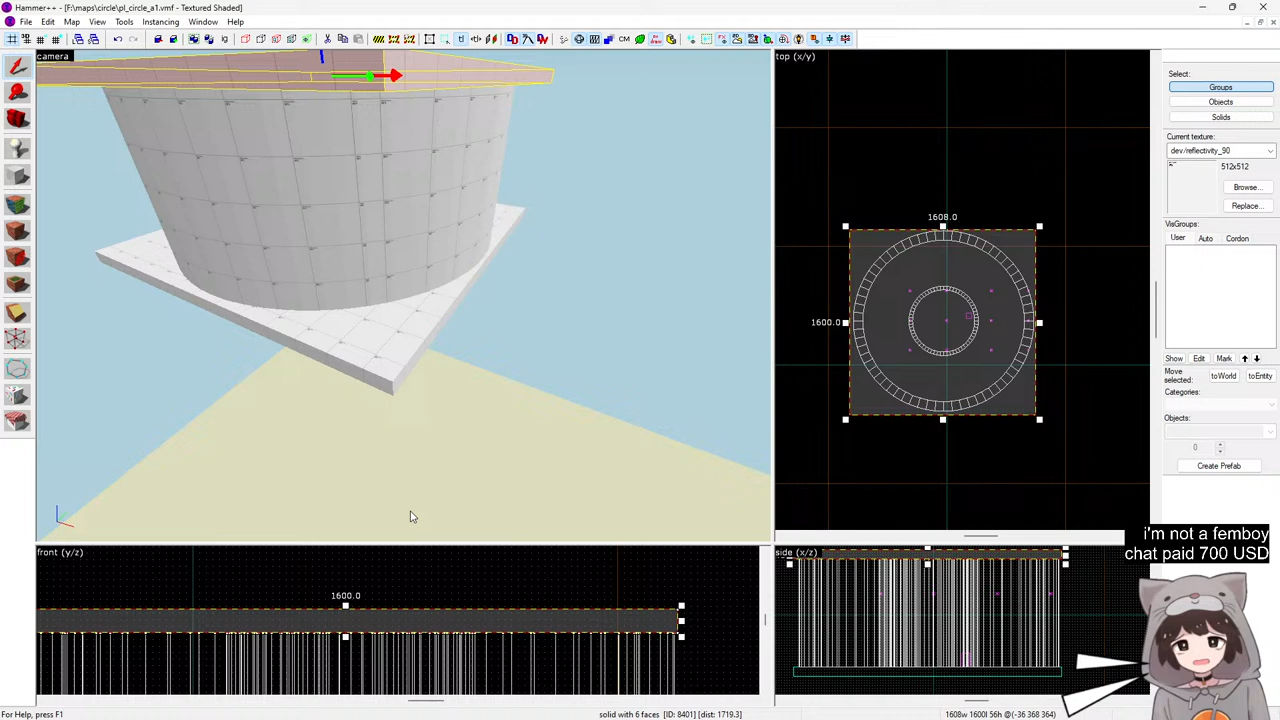 Hammer++ - [F:\maps\circle\pl_circle_a1.vmf - Textured Shaded]
File Edit Map View Tools Instancing Window Help
camera
top (x/y)
1608.0
1600.0
front (y/z)
1600.0
side (x/z)
Select:
Groups
Objects
Solids
Current texture:
dev/reflectivity_90
512x512
Browse...
Replace...
VisGroups:
User Auto Cordon
Show Edit Mark
Move selected:
toWorld toEntity
Categories:
Objects:
0
Create Prefab
i'm not a femboy
chat paid 700 USD
For Help, press F1
solid with 6 faces [ID: 8401] [dist: 1719.3]
1608w 1600l 56h @(-36 368 364)